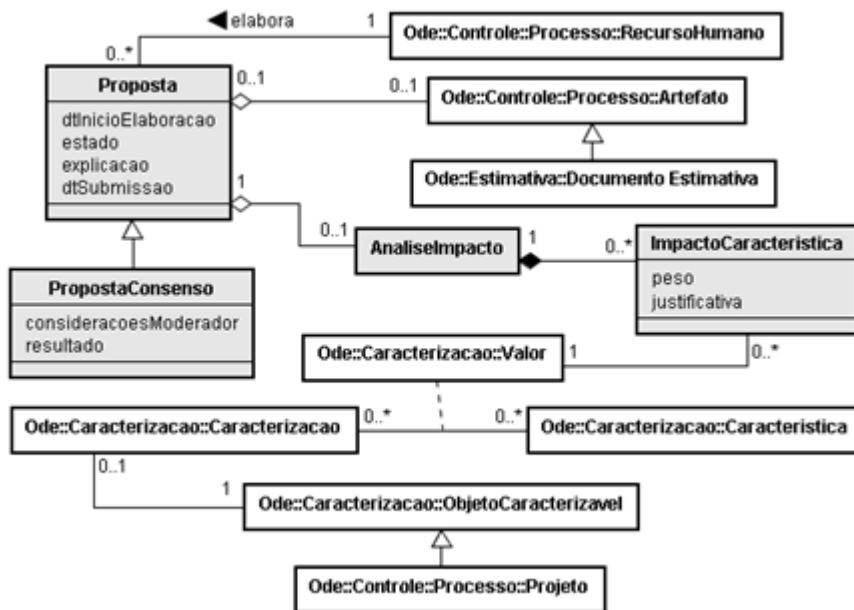 elabora
1
Ode::Controle::Processo::RecursoHumano
0..*
Proposta
0..1
0..1
Ode::Controle::Processo::Artefato
dtInicioElaboracao
estado
explicacao
dtSubmissao
Ode::Estimativa::Documento Estimativa
1
0..1
AnaliseImpacto
1
0..*
ImpactoCaracteristica
peso
justificativa
PropostaConsenso
consideracoesModerador
resultado
Ode::Caracterizacao::Valor
1
0..*
Ode::Caracterizacao::Caracterizacao
0..*
0..*
Ode::Caracterizacao::Caracteristica
0..1
1
Ode::Caracterizacao::ObjetoCaracterizavel
Ode::Controle::Processo::Projeto